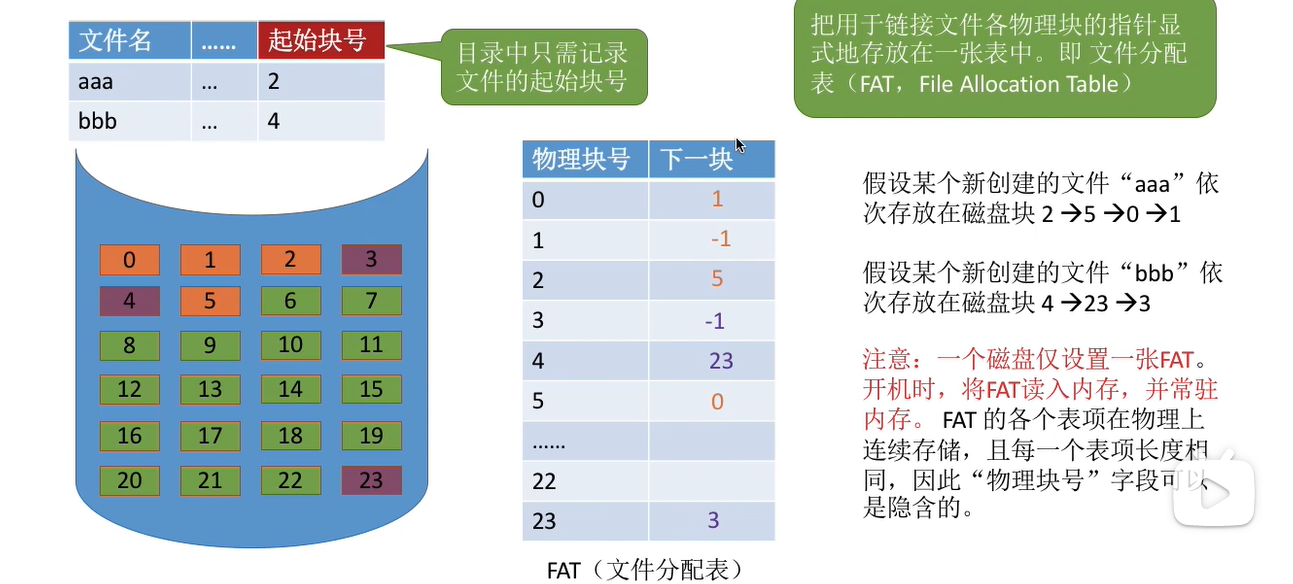 文件名 …… 起始块号
aaa … 2
bbb … 4
目录中只需记录
文件的起始块号
把用于链接文件各物理块的指针显
式地存放在一张表中。即 文件分配
表（FAT，File Allocation Table）
0 1 2 3
4 5 6 7
8 9 10 11
12 13 14 15
16 17 18 19
20 21 22 23
物理块号 下一块
0 1
1 -1
2 5
3 -1
4 23
5 0
……
22
23 3
FAT（文件分配表）
假设某个新创建的文件“aaa”依
次存放在磁盘块 2 →5 →0 →1
假设某个新创建的文件“bbb”依
次存放在磁盘块 4 →23 →3
注意：一个磁盘仅设置一张FAT。
开机时，将FAT读入内存，并常驻
内存。 FAT 的各个表项在物理上
连续存储，且每一个表项长度相
同，因此“物理块号”字段可以
是隐含的。